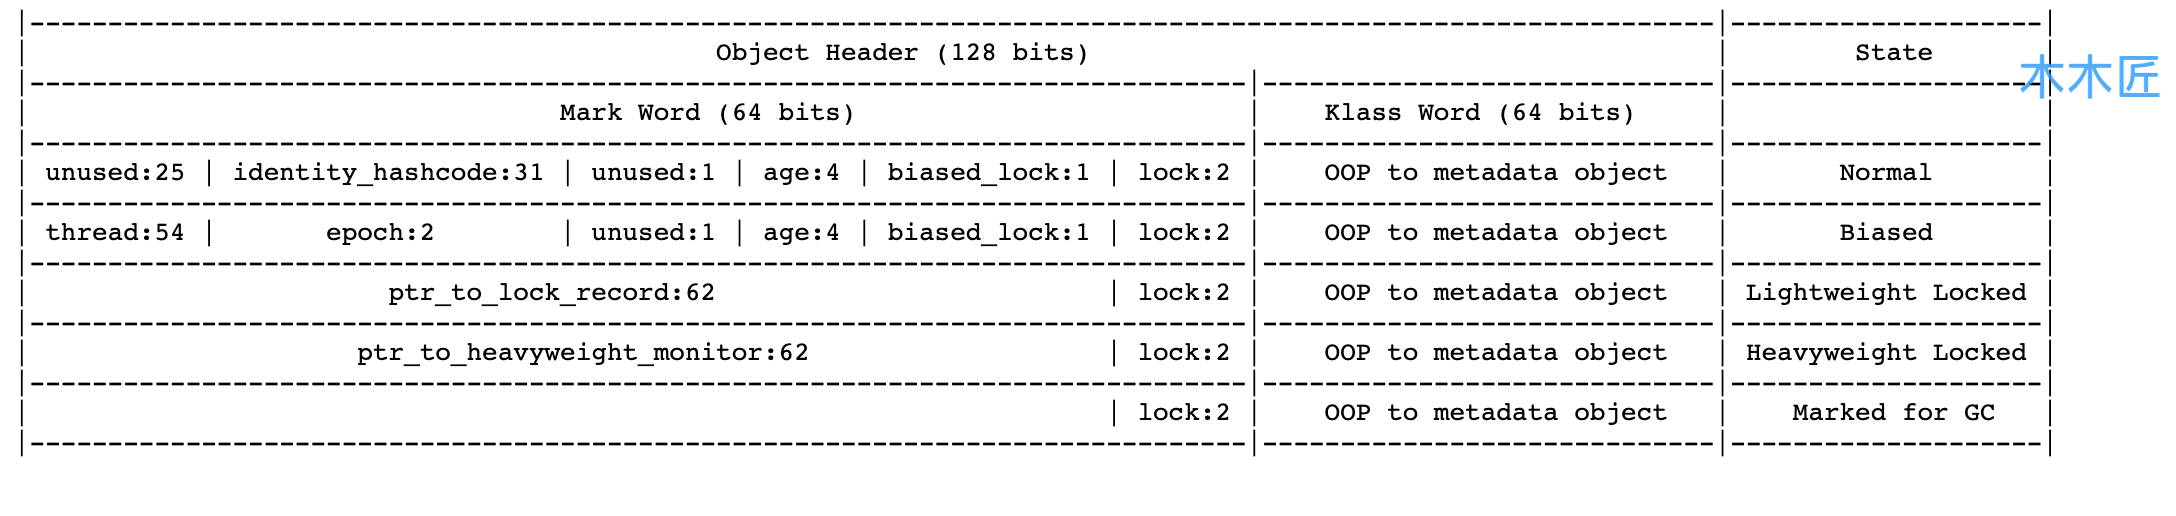 |--------------------------------------------------------------------------------------------------------------|--------------------|
| Object Header (128 bits) | State |
|------------------------------------------------------------------------------|-----------------------------|--------------------|
| Mark Word (64 bits) | Klass Word (64 bits) | |
|------------------------------------------------------------------------------|-----------------------------|--------------------|
| unused:25 | identity_hashcode:31 | unused:1 | age:4 | biased_lock:1 | lock:2 | OOP to metadata object | Normal |
|------------------------------------------------------------------------------|-----------------------------|--------------------|
| thread:54 | epoch:2 | unused:1 | age:4 | biased_lock:1 | lock:2 | OOP to metadata object | Biased |
|------------------------------------------------------------------------------|-----------------------------|--------------------|
| ptr_to_lock_record:62 | lock:2 | OOP to metadata object | Lightweight Locked |
|------------------------------------------------------------------------------|-----------------------------|--------------------|
| ptr_to_heavyweight_monitor:62 | lock:2 | OOP to metadata object | Heavyweight Locked |
|------------------------------------------------------------------------------|-----------------------------|--------------------|
| | lock:2 | OOP to metadata object | Marked for GC |
|------------------------------------------------------------------------------|-----------------------------|--------------------|
木木匠